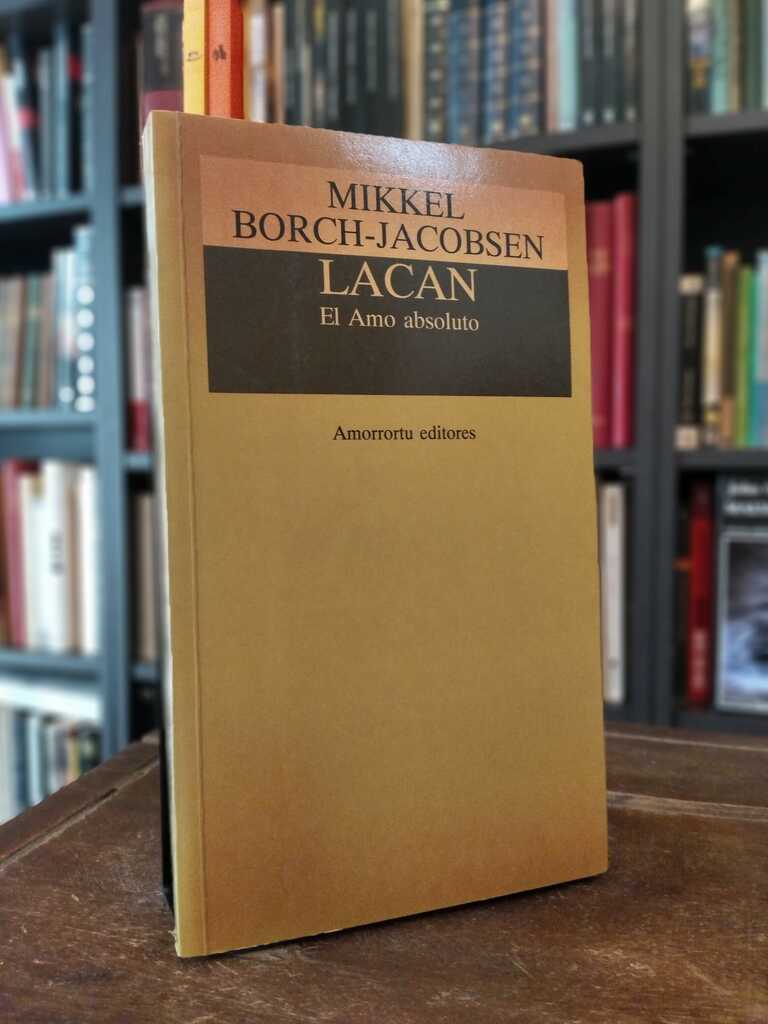 MIKKEL
BORCH-JACOBSEN
LACAN
El Amo absoluto
Amorrortu editores